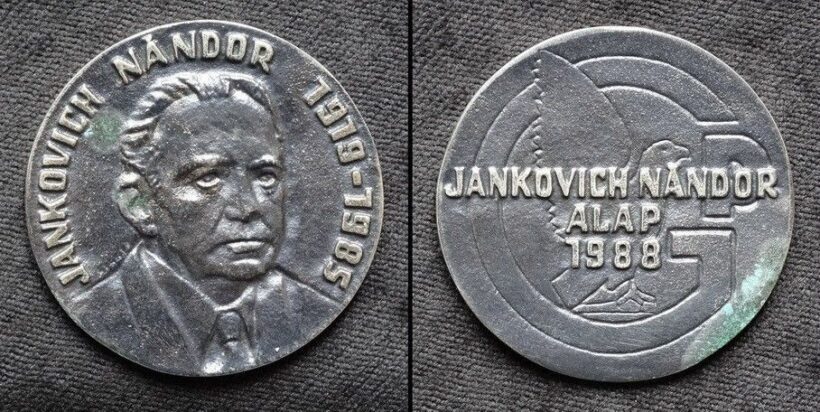 JANKOVICH NÁNDOR 1919-1985
JANKOVICH NÁNDOR
ALAP
1988